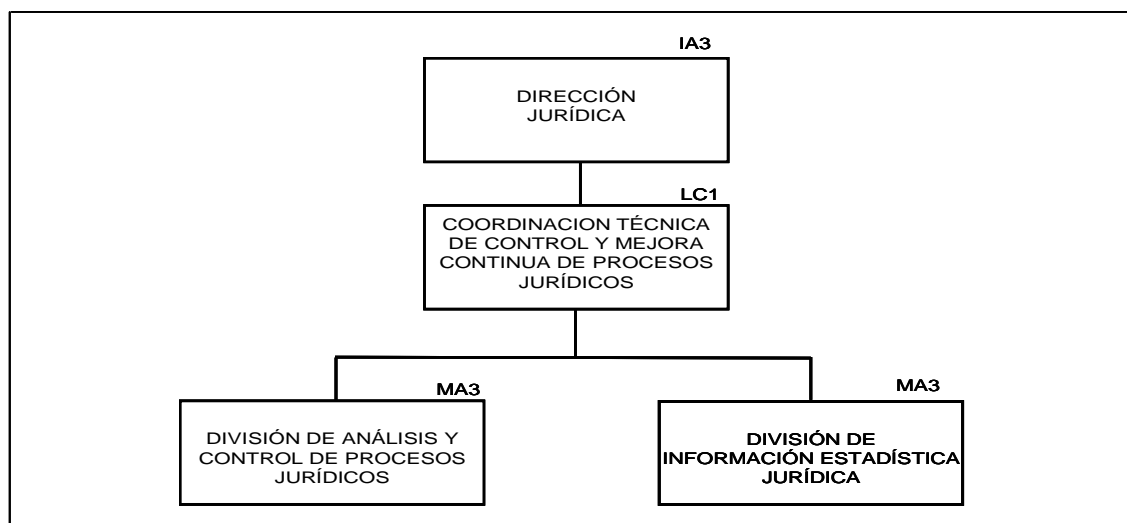 IA3
DIRECCIÓN
JURÍDICA
LC1
COORDINACION TÉCNICA
DE CONTROL Y MEJORA
CONTINUA DE PROCESOS
JURÍDICOS
MA3
DIVISIÓN DE ANÁLISIS Y
CONTROL DE PROCESOS
JURÍDICOS
MA3
DIVISIÓN DE
INFORMACIÓN ESTADÍSTICA
JURÍDICA